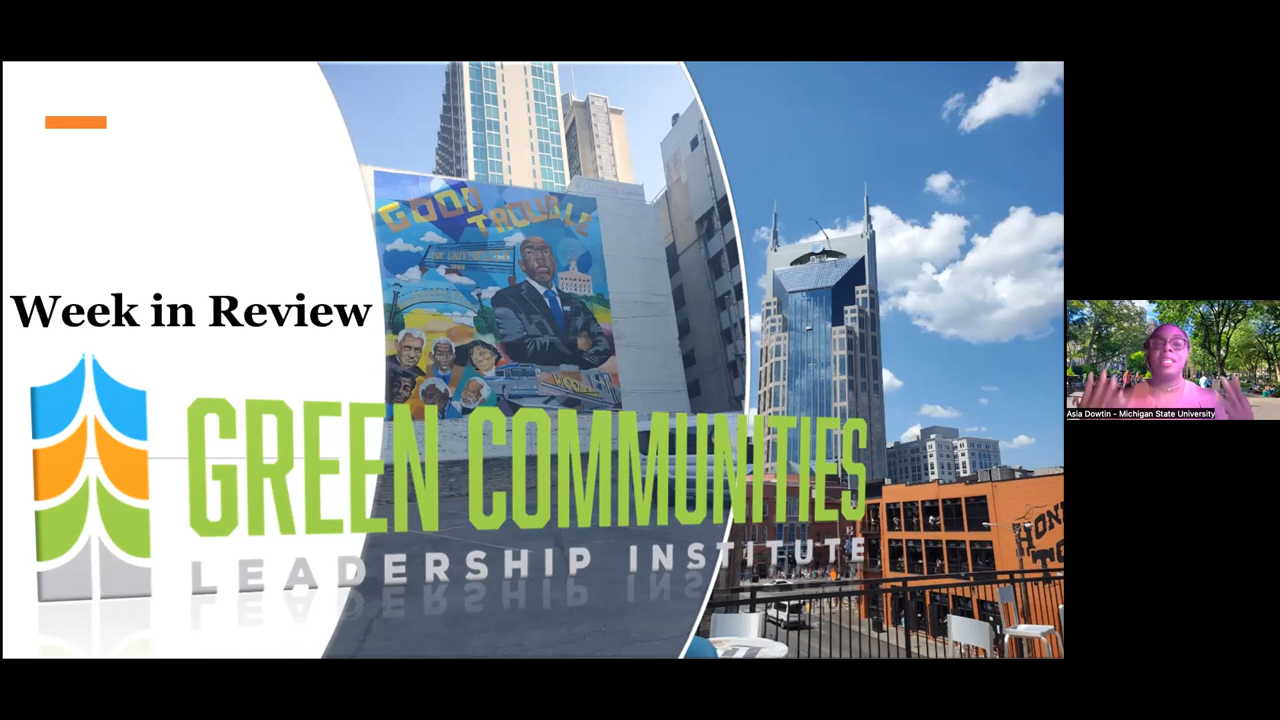 Week in Review
GOOD
TROUBLE
GREEN COMMUNITIES
LEADERSHIP INSTITUTE
Asia Dowtin - Michigan State University